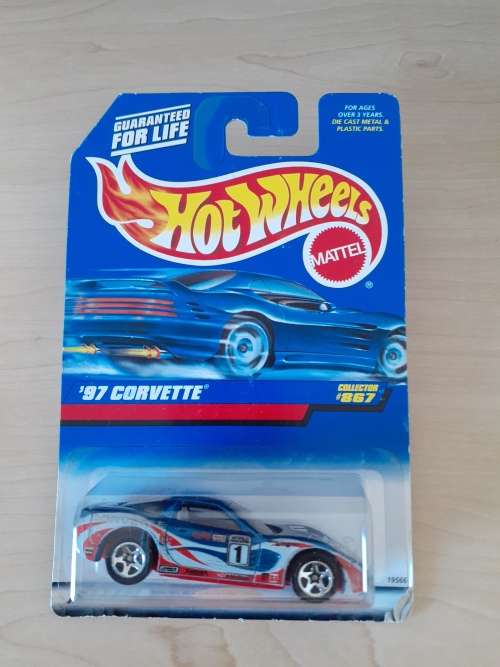 GUARANTEED
FOR LIFE
FOR AGES
OVER 3 YEARS.
DIE CAST METAL &
PLASTIC PARTS.
HOT WHEELS
MATTEL
®
'97 CORVETTE®
COLLECTOR
#867
1
19566